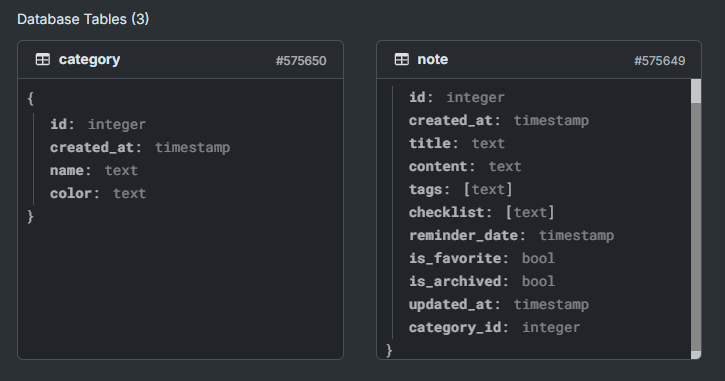 Database Tables (3)
category #575650
{
id: integer
created_at: timestamp
name: text
color: text
}
note #575649
id: integer
created_at: timestamp
title: text
content: text
tags: [text]
checklist: [text]
reminder_date: timestamp
is_favorite: bool
is_archived: bool
updated_at: timestamp
category_id: integer
}